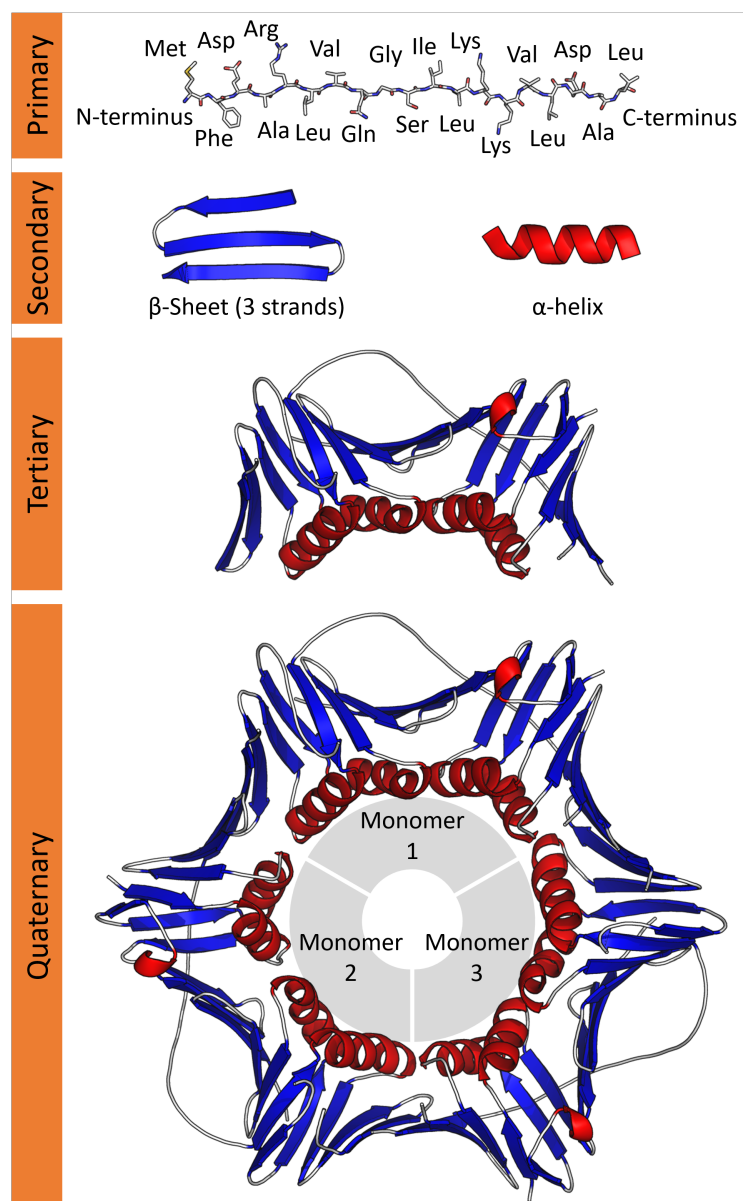 Primary
Met Asp Arg Val Gly Ile Lys Val Asp Leu
N-terminus Phe Ala Leu Gln Ser Leu Lys Leu Ala C-terminus
Secondary
β-Sheet (3 strands)
α-helix
Tertiary
Quaternary
Monomer
1
Monomer
2
Monomer
3